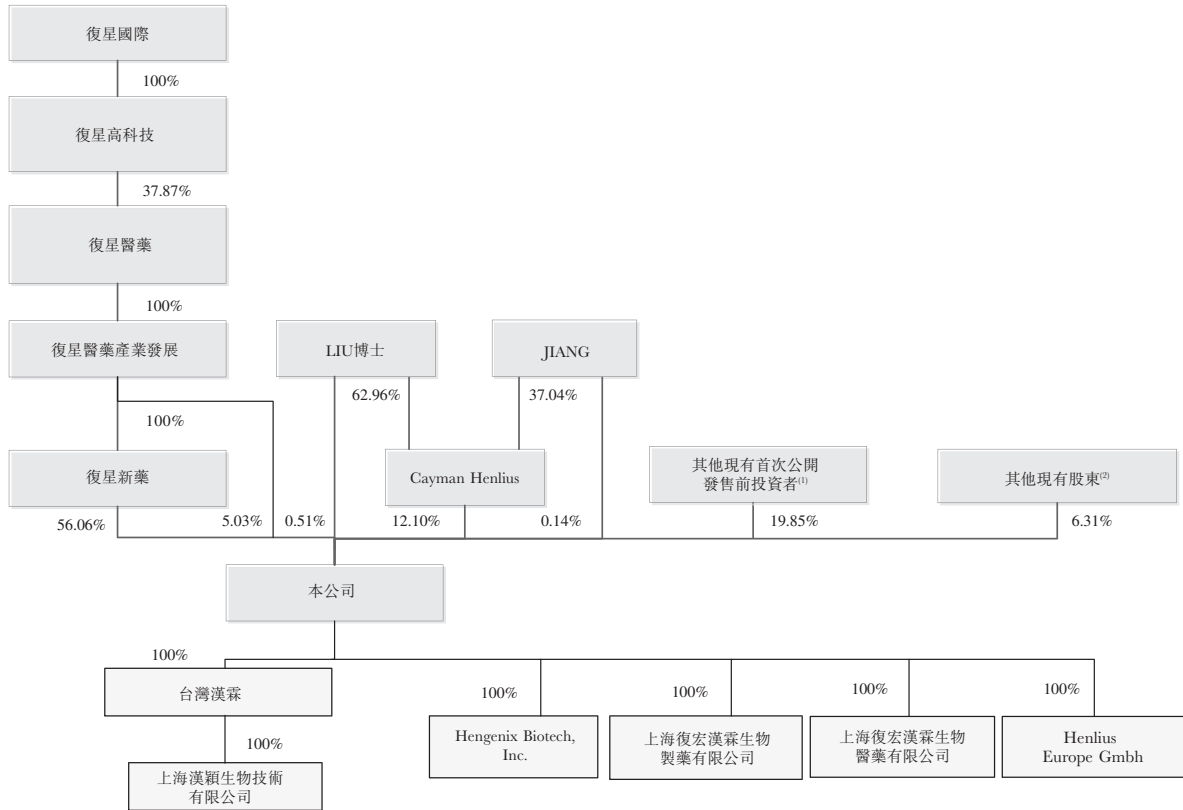 復星國際
100%
復星高科技
37.87%
復星醫藥
100%
復星醫藥產業發展
LIU博士
JIANG
62.96%
37.04%
100%
復星新藥
Cayman Henlius
其他現有首次公開
發售前投資者(1)
其他現有股東(2)
56.06%
5.03%
0.51%
12.10%
0.14%
19.85%
6.31%
本公司
100%
台灣漢霖
100%
上海漢穎生物技術
有限公司
100%
Hengenix Biotech,
Inc.
100%
上海復宏漢霖生物
製藥有限公司
100%
上海復宏漢霖生物
醫藥有限公司
100%
Henlius
Europe Gmbh